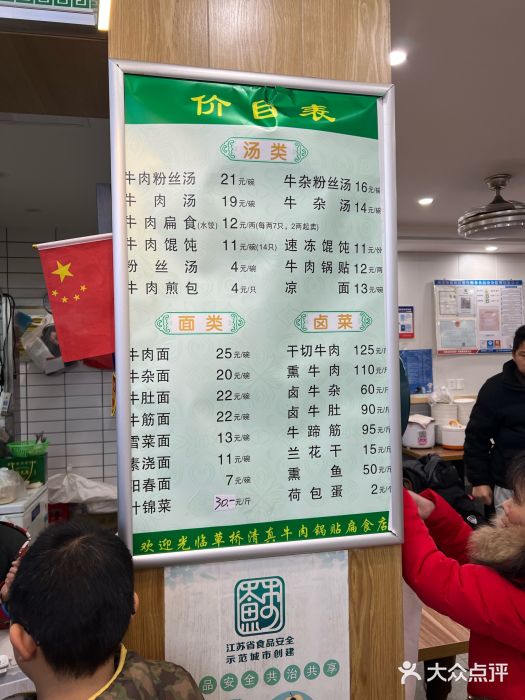 价目表
汤类
牛肉粉丝汤 21元/碗 牛杂粉丝汤 16元/碗
牛肉汤 19元/碗 牛杂汤 14元/碗
牛肉扁食(水饺) 12元/两(每两7只，2两起卖)
牛肉馄饨 11元/碗(14只) 速冻馄饨 11元/份
粉丝汤 4元/碗 牛肉锅贴 12元/两
牛肉煎包 4元/只 凉面 13元/碗
面类 卤菜
牛肉面 25元/碗 干切牛肉 125元/斤
牛杂面 20元/碗 熏牛肉 110元/斤
牛肚面 22元/碗 卤牛杂 60元/斤
牛筋面 22元/碗 卤牛肚 90元/斤
雪菜面 13元/碗 牛蹄筋 95元/斤
素浇面 11元/碗 兰花干 15元/斤
阳春面 7元/碗 熏鱼 50元/斤
什锦菜 30.-元/斤 荷包蛋 2元/
欢迎光临草桥清真牛肉锅贴扁食店
江苏省食品安全
示范城市创建
品安全 共治共享
大众点评